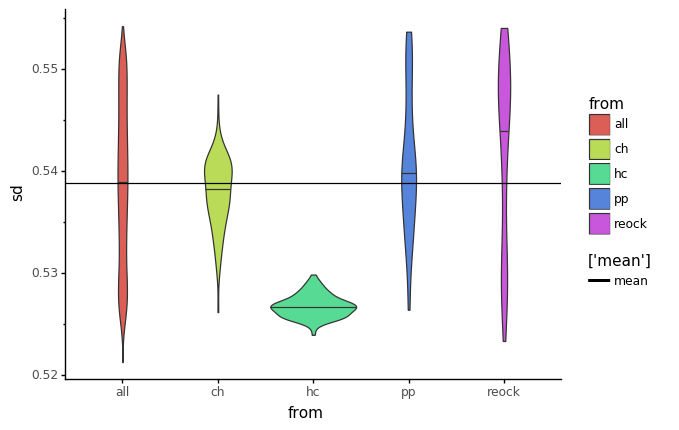 0.55
0.54
0.53
0.52
sd
all
ch
hc
pp
reock
from
from
all
ch
hc
pp
reock
['mean']
mean